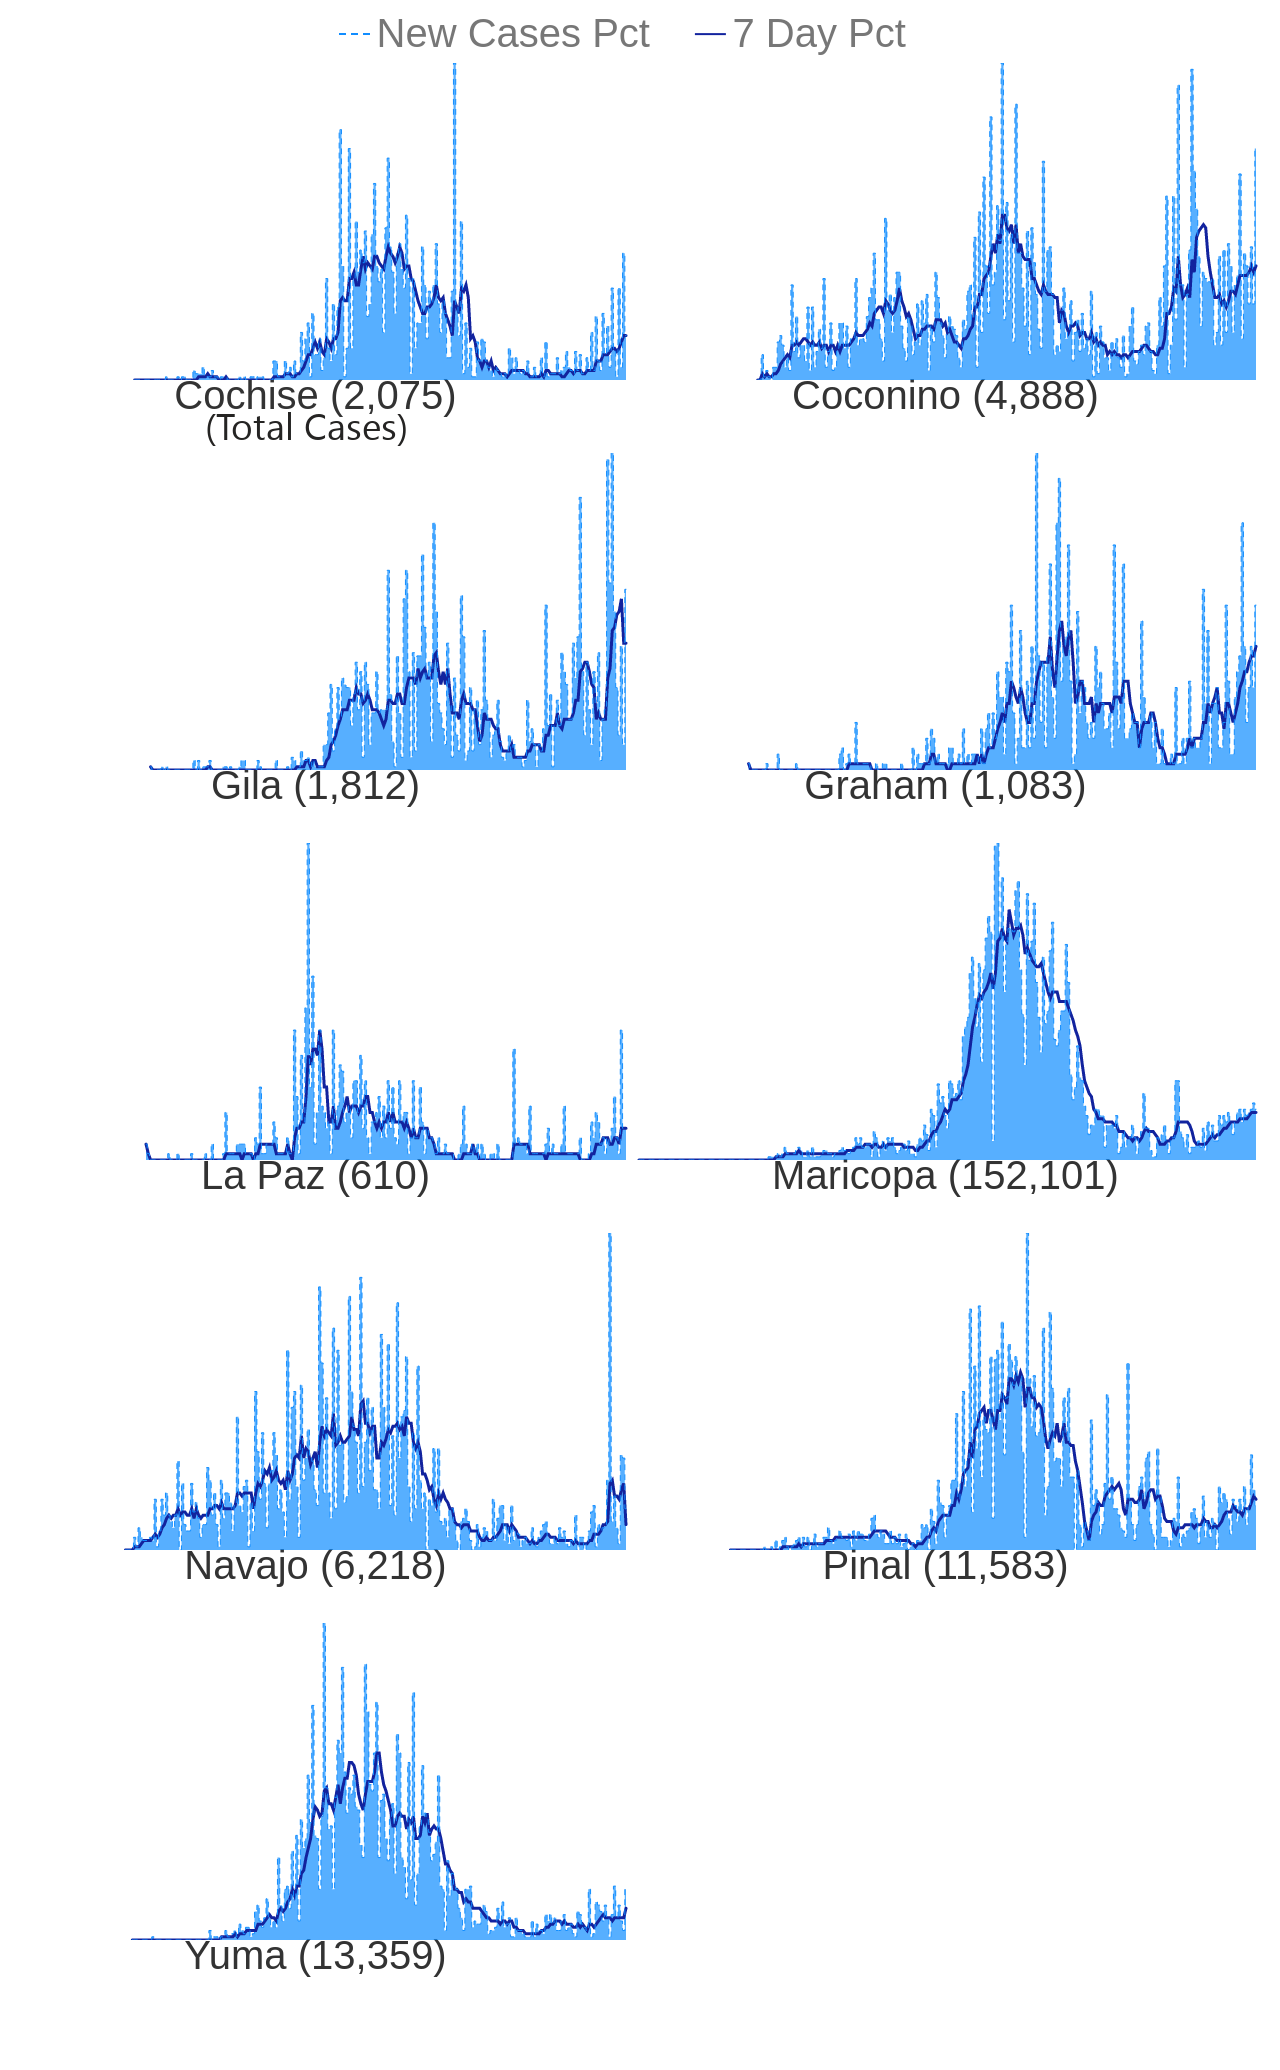 New Cases Pct 7 Day Pct
Cochise (2,075) Coconino (4,888)
(Total Cases)
Gila (1,812) Graham (1,083)
La Paz (610) Maricopa (152,101)
Navajo (6,218) Pinal (11,583)
Yuma (13,359)